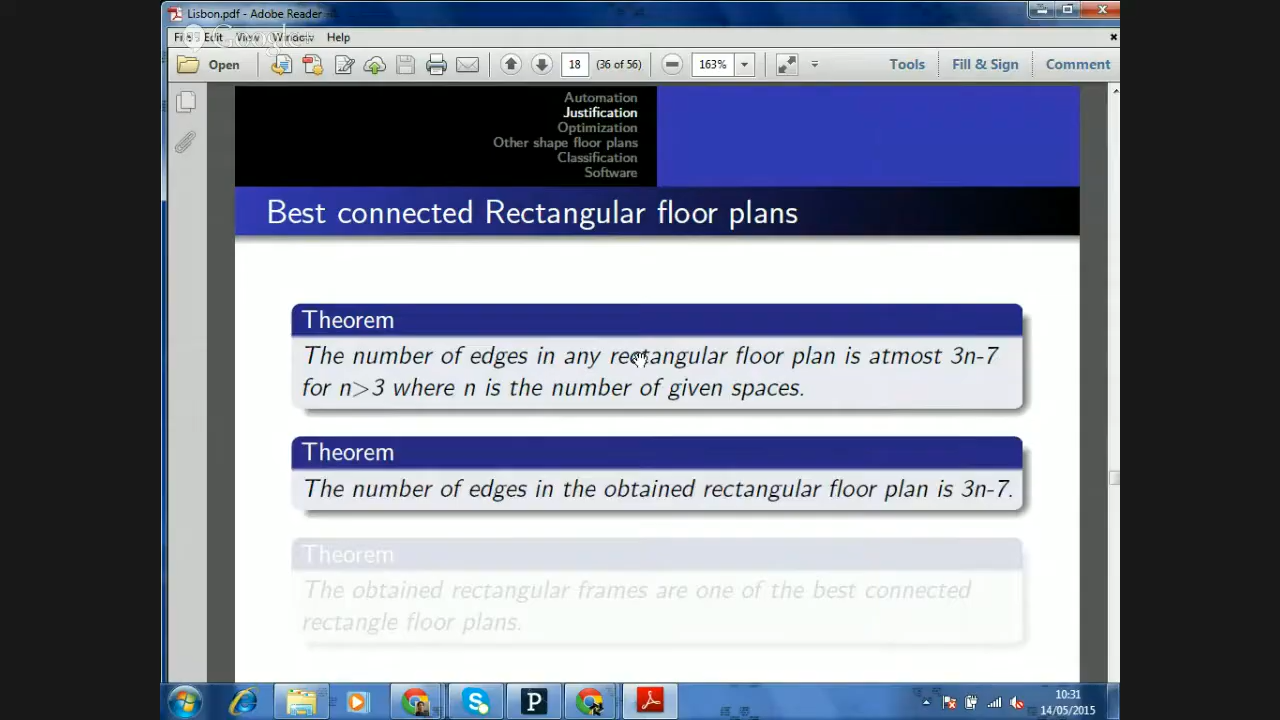 Lisbon.pdf - Adobe Reader
File Edit View Window Help
Google
Open 18 (36 of 56) 163% Tools Fill & Sign Comment
Automation
Justification
Optimization
Other shape floor plans
Classification
Software
Best connected Rectangular floor plans
Theorem
The number of edges in any rectangular floor plan is atmost 3n-7
for n>3 where n is the number of given spaces.
Theorem
The number of edges in the obtained rectangular floor plan is 3n-7.
Theorem
The obtained rectangular frames are one of the best connected
rectangle floor plans.
P
10:31
14/05/2015